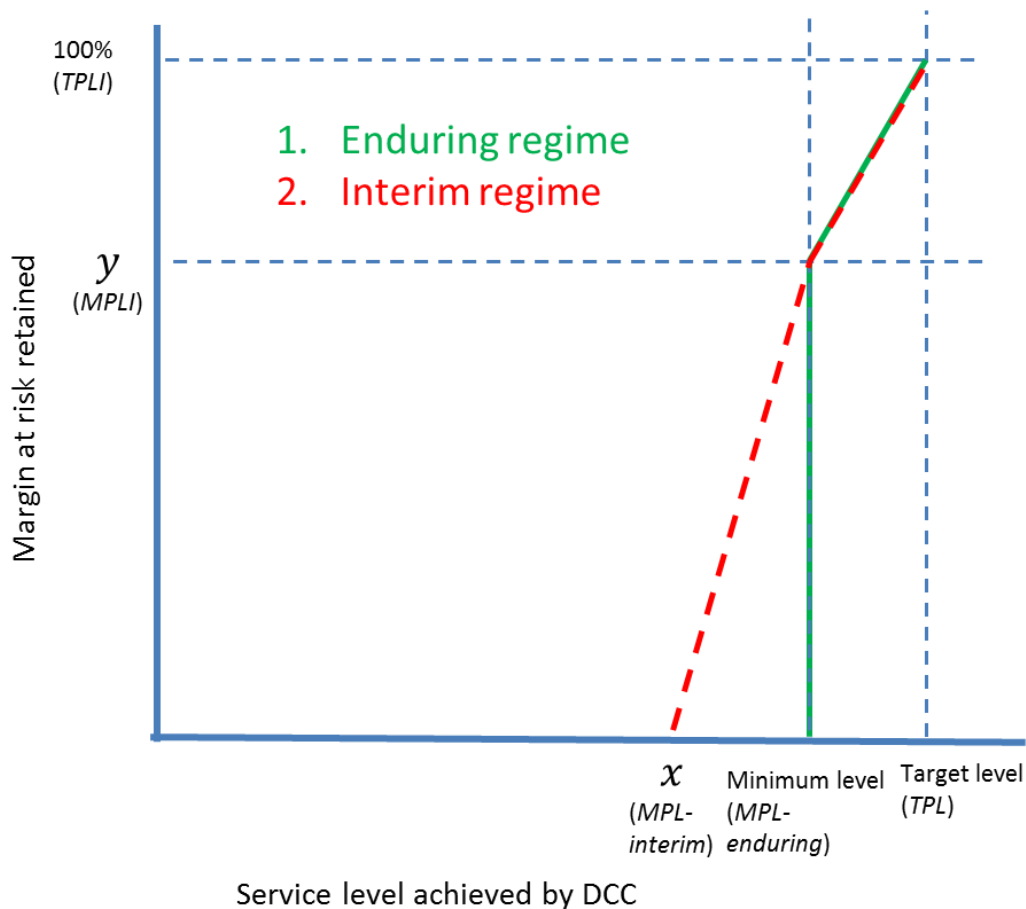 100%
(TPLI)
1. Enduring regime
2. Interim regime
y
(MPLI)
Margin at risk retained
x
(MPL-
interim)
Minimum level
(MPL-
enduring)
Target level
(TPL)
Service level achieved by DCC